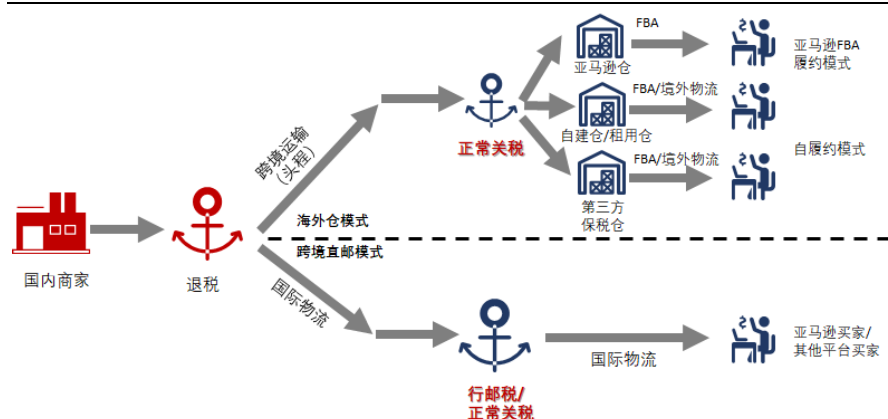 FBA
亚马逊仓
亚马逊FBA
履约模式
跨境运输
(头程)
正常关税
FBA/境外物流
自建仓/租用仓
自履约模式
FBA/境外物流
第三方
保税仓
国内商家
退税
海外仓模式
跨境直邮模式
国际物流
行邮税/
正常关税
国际物流
亚马逊买家/
其他平台买家